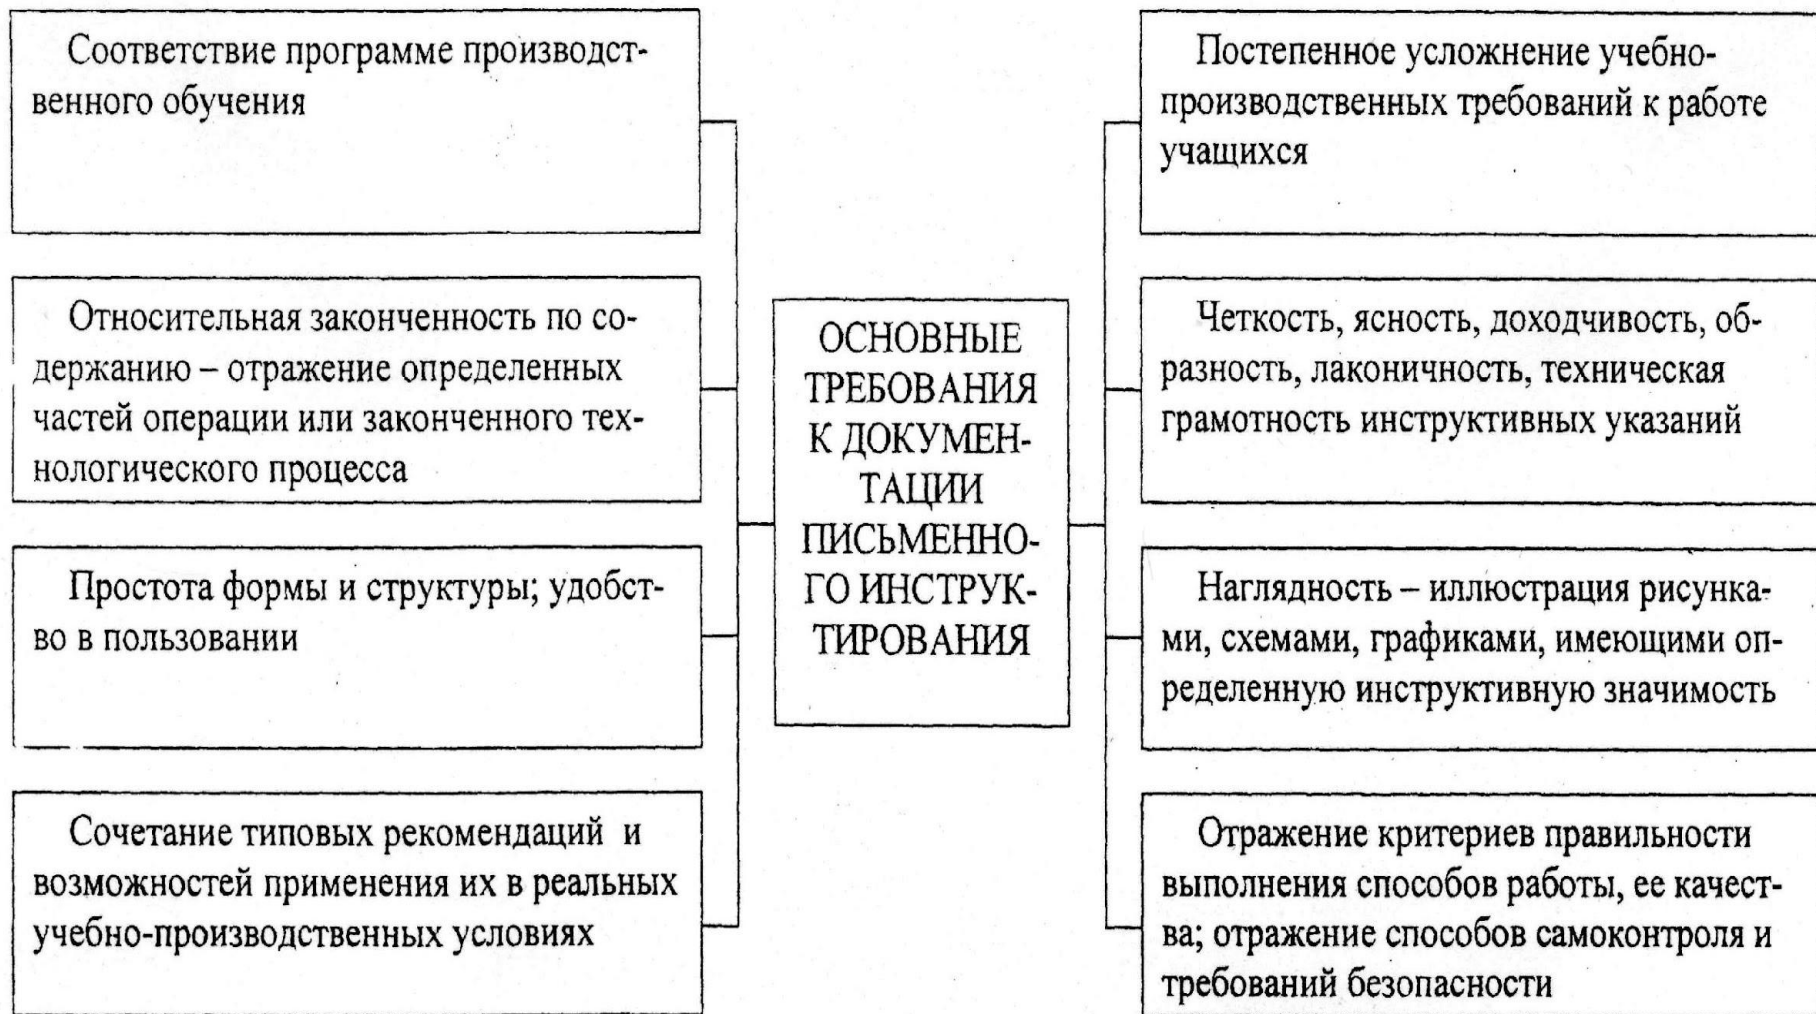 Соответствие программе производст-
венного обучения
Относительная законченность по со-
держанию – отражение определенных
частей операции или законченного тех-
нологического процесса
Простота формы и структуры; удобст-
во в пользовании
Сочетание типовых рекомендаций и
возможностей применения их в реальных
учебно-производственных условиях
ОСНОВНЫЕ
ТРЕБОВАНИЯ
К ДОКУМЕН-
ТАЦИИ
ПИСЬМЕННО-
ГО ИНСТРУК-
ТИРОВАНИЯ
Постепенное усложнение учебно-
производственных требований к работе
учащихся
Четкость, ясность, доходчивость, об-
разность, лаконичность, техническая
грамотность инструктивных указаний
Наглядность – иллюстрация рисунка-
ми, схемами, графиками, имеющими оп-
ределенную инструктивную значимость
Отражение критериев правильности
выполнения способов работы, ее качест-
ва; отражение способов самоконтроля и
требований безопасности